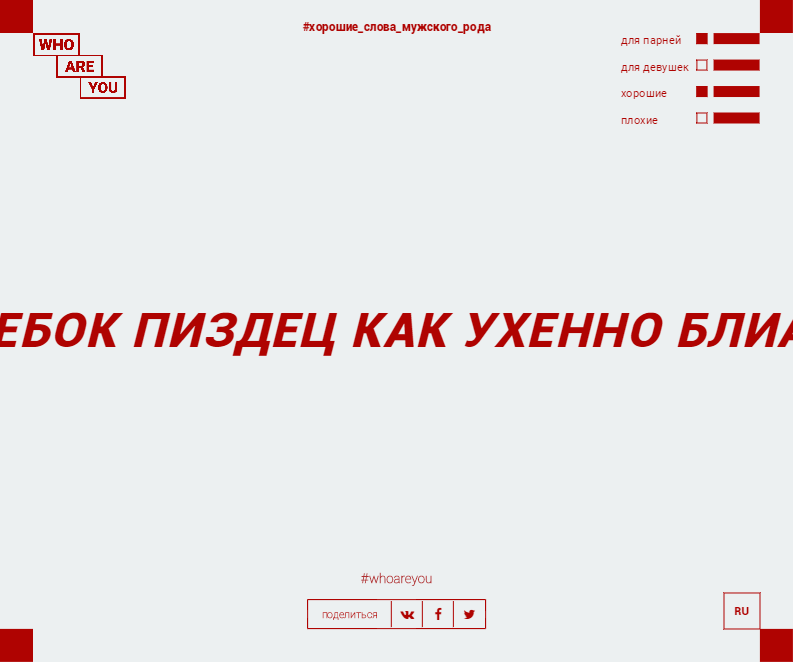 #хорошие_слова_мужского_рода
WHO
ARE
YOU
для парней
для девушек
хорошие
плохие
ЕБОК ПИЗДЕЦ КАК УХЕННО БЛИА
#whoareyou
поделиться
RU